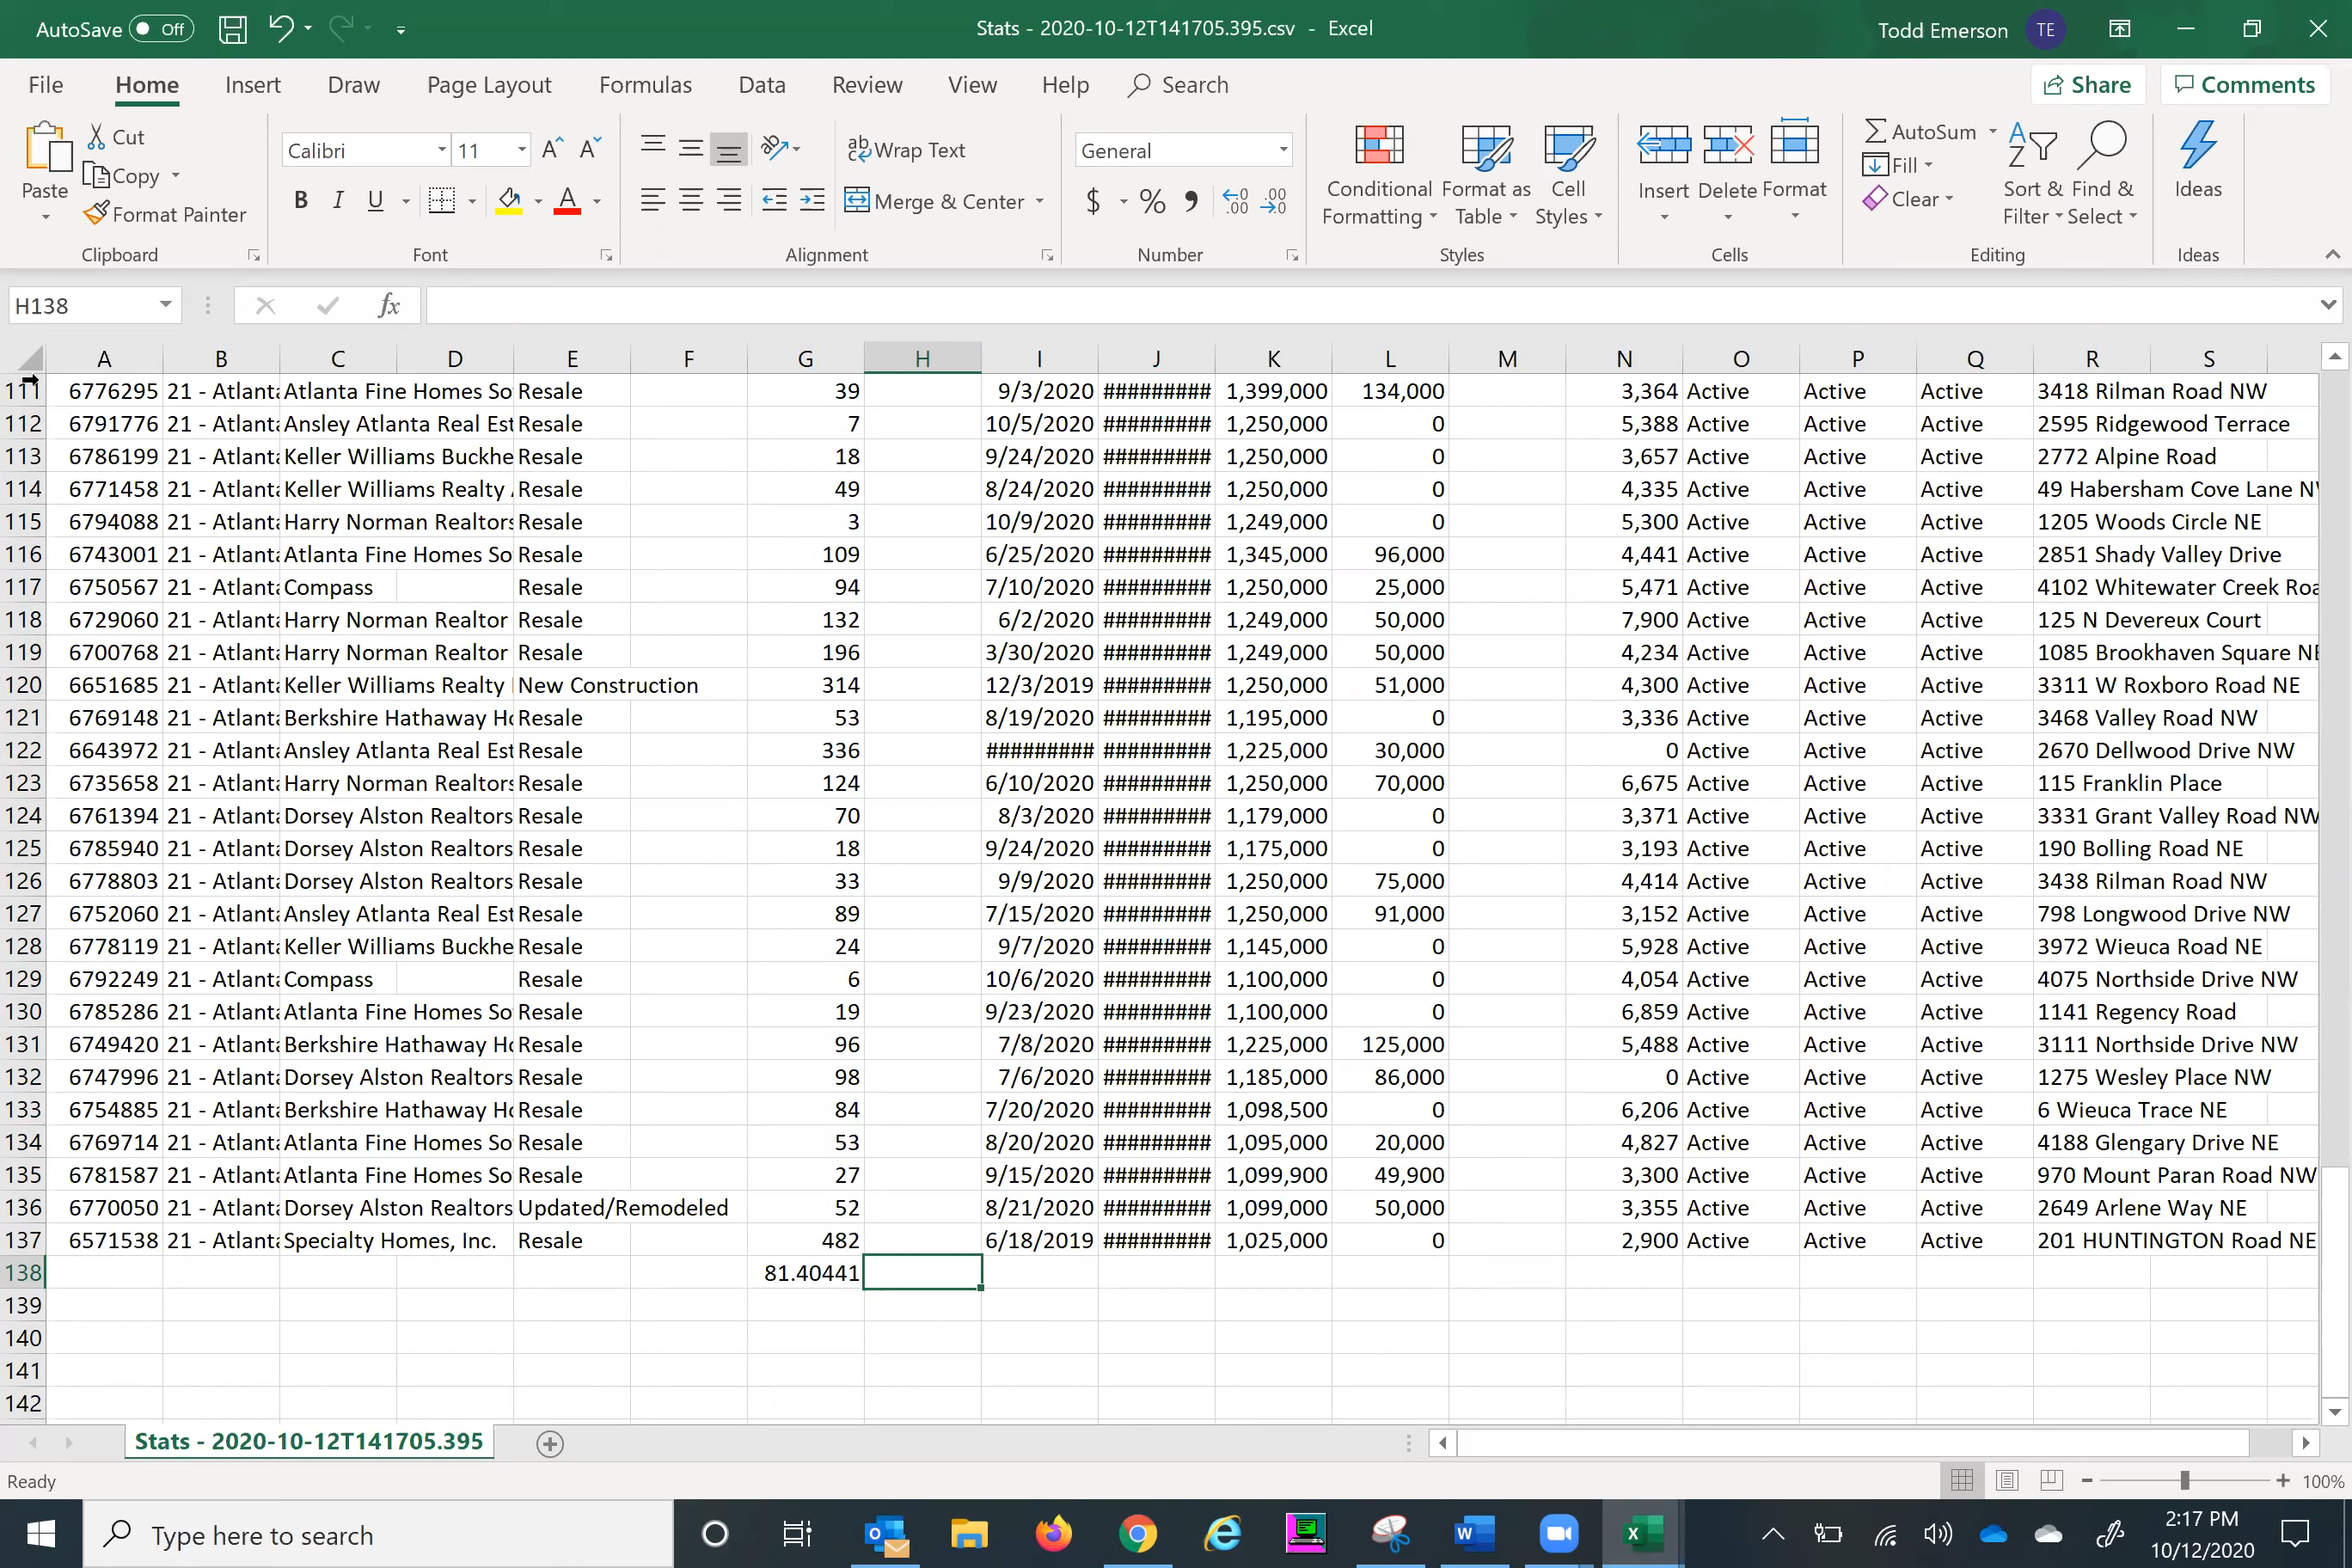 AutoSave Off Stats - 2020-10-12T141705.395.csv - Excel Todd Emerson TE
File Home Insert Draw Page Layout Formulas Data Review View Help Search Share Comments
Paste Cut Copy Format Painter Clipboard
Calibri 11 A A B I U A Font
ab c Wrap Text Merge & Center Alignment
General $ % , .00 .00 Number
Conditional Formatting Format as Table Cell Styles Styles
Insert Delete Format Cells
AutoSum Fill Clear Sort & Filter Find & Select Editing
Ideas Ideas
H138 fx
A B C D E F G H I J K L M N O P Q R S
111 6776295 21 - Atlanta Atlanta Fine Homes So Resale 39 9/3/2020 ######### 1,399,000 134,000 3,364 Active Active Active 3418 Rilman Road NW
112 6791776 21 - Atlanta Ansley Atlanta Real Est Resale 7 10/5/2020 ######### 1,250,000 0 5,388 Active Active Active 2595 Ridgewood Terrace
113 6786199 21 - Atlanta Keller Williams Buckhe Resale 18 9/24/2020 ######### 1,250,000 0 3,657 Active Active Active 2772 Alpine Road
114 6771458 21 - Atlanta Keller Williams Realty Resale 49 8/24/2020 ######### 1,250,000 0 4,335 Active Active Active 49 Habersham Cove Lane NW
115 6794088 21 - Atlanta Harry Norman Realtors Resale 3 10/9/2020 ######### 1,249,000 0 5,300 Active Active Active 1205 Woods Circle NE
116 6743001 21 - Atlanta Atlanta Fine Homes So Resale 109 6/25/2020 ######### 1,345,000 96,000 4,441 Active Active Active 2851 Shady Valley Drive
117 6750567 21 - Atlanta Compass Resale 94 7/10/2020 ######### 1,250,000 25,000 5,471 Active Active Active 4102 Whitewater Creek Roa
118 6729060 21 - Atlanta Harry Norman Realtor Resale 132 6/2/2020 ######### 1,249,000 50,000 7,900 Active Active Active 125 N Devereux Court
119 6700768 21 - Atlanta Harry Norman Realtor Resale 196 3/30/2020 ######### 1,249,000 50,000 4,234 Active Active Active 1085 Brookhaven Square NE
120 6651685 21 - Atlanta Keller Williams Realty New Construction 314 12/3/2019 ######### 1,250,000 51,000 4,300 Active Active Active 3311 W Roxboro Road NE
121 6769148 21 - Atlanta Berkshire Hathaway Ho Resale 53 8/19/2020 ######### 1,195,000 0 3,336 Active Active Active 3468 Valley Road NW
122 6643972 21 - Atlanta Ansley Atlanta Real Est Resale 336 ######### ######### 1,225,000 30,000 0 Active Active Active 2670 Dellwood Drive NW
123 6735658 21 - Atlanta Harry Norman Realtors Resale 124 6/10/2020 ######### 1,250,000 70,000 6,675 Active Active Active 115 Franklin Place
124 6761394 21 - Atlanta Dorsey Alston Realtors Resale 70 8/3/2020 ######### 1,179,000 0 3,371 Active Active Active 3331 Grant Valley Road NW
125 6785940 21 - Atlanta Dorsey Alston Realtors Resale 18 9/24/2020 ######### 1,175,000 0 3,193 Active Active Active 190 Bolling Road NE
126 6778803 21 - Atlanta Dorsey Alston Realtors Resale 33 9/9/2020 ######### 1,250,000 75,000 4,414 Active Active Active 3438 Rilman Road NW
127 6752060 21 - Atlanta Ansley Atlanta Real Est Resale 89 7/15/2020 ######### 1,250,000 91,000 3,152 Active Active Active 798 Longwood Drive NW
128 6778119 21 - Atlanta Keller Williams Buckhe Resale 24 9/7/2020 ######### 1,145,000 0 5,928 Active Active Active 3972 Wieuca Road NE
129 6792249 21 - Atlanta Compass Resale 6 10/6/2020 ######### 1,100,000 0 4,054 Active Active Active 4075 Northside Drive NW
130 6785286 21 - Atlanta Atlanta Fine Homes So Resale 19 9/23/2020 ######### 1,100,000 0 6,859 Active Active Active 1141 Regency Road
131 6749420 21 - Atlanta Berkshire Hathaway Ho Resale 96 7/8/2020 ######### 1,225,000 125,000 5,488 Active Active Active 3111 Northside Drive NW
132 6747996 21 - Atlanta Dorsey Alston Realtors Resale 98 7/6/2020 ######### 1,185,000 86,000 0 Active Active Active 1275 Wesley Place NW
133 6754885 21 - Atlanta Berkshire Hathaway Ho Resale 84 7/20/2020 ######### 1,098,500 0 6,206 Active Active Active 6 Wieuca Trace NE
134 6769714 21 - Atlanta Atlanta Fine Homes So Resale 53 8/20/2020 ######### 1,095,000 20,000 4,827 Active Active Active 4188 Glengary Drive NE
135 6781587 21 - Atlanta Atlanta Fine Homes So Resale 27 9/15/2020 ######### 1,099,900 49,900 3,300 Active Active Active 970 Mount Paran Road NW
136 6770050 21 - Atlanta Dorsey Alston Realtors Updated/Remodeled 52 8/21/2020 ######### 1,099,000 50,000 3,355 Active Active Active 2649 Arlene Way NE
137 6571538 21 - Atlanta Specialty Homes, Inc. Resale 482 6/18/2019 ######### 1,025,000 0 2,900 Active Active Active 201 HUNTINGTON Road NE
138 81.40441
139
140
141
142
Stats - 2020-10-12T141705.395
Ready 100%
Type here to search 2:17 PM
10/12/2020